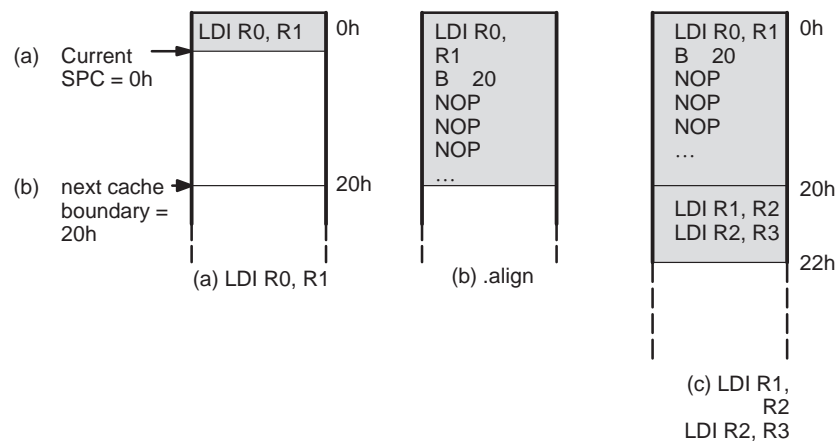 (a) Current
SPC = 0h
(b) next cache
boundary =
20h
LDI R0, R1
0h
20h
(a) LDI R0, R1
LDI R0,
R1
B 20
NOP
NOP
NOP
…
(b) .align
LDI R0, R1
B 20
NOP
NOP
NOP
…
LDI R1, R2
LDI R2, R3
0h
20h
22h
(c) LDI R1,
R2
LDI R2, R3